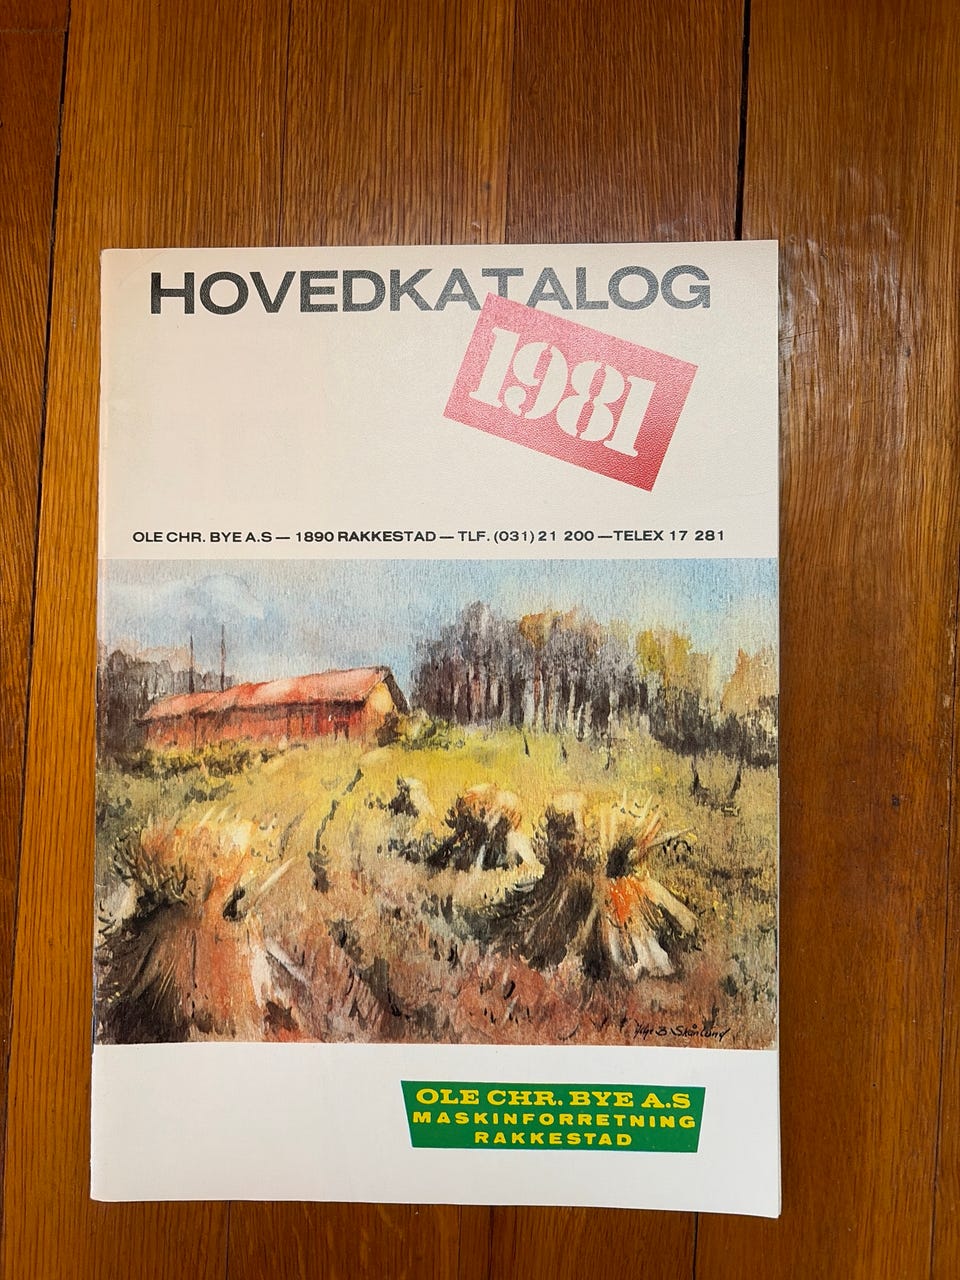 HOVEDKATALOG
1981
OLE CHR. BYE A.S — 1890 RAKKESTAD — TLF. (031) 21 200 —TELEX 17 281
B. Skånlund
OLE CHR. BYE A.S
MASKINFORRETNING
RAKKESTAD